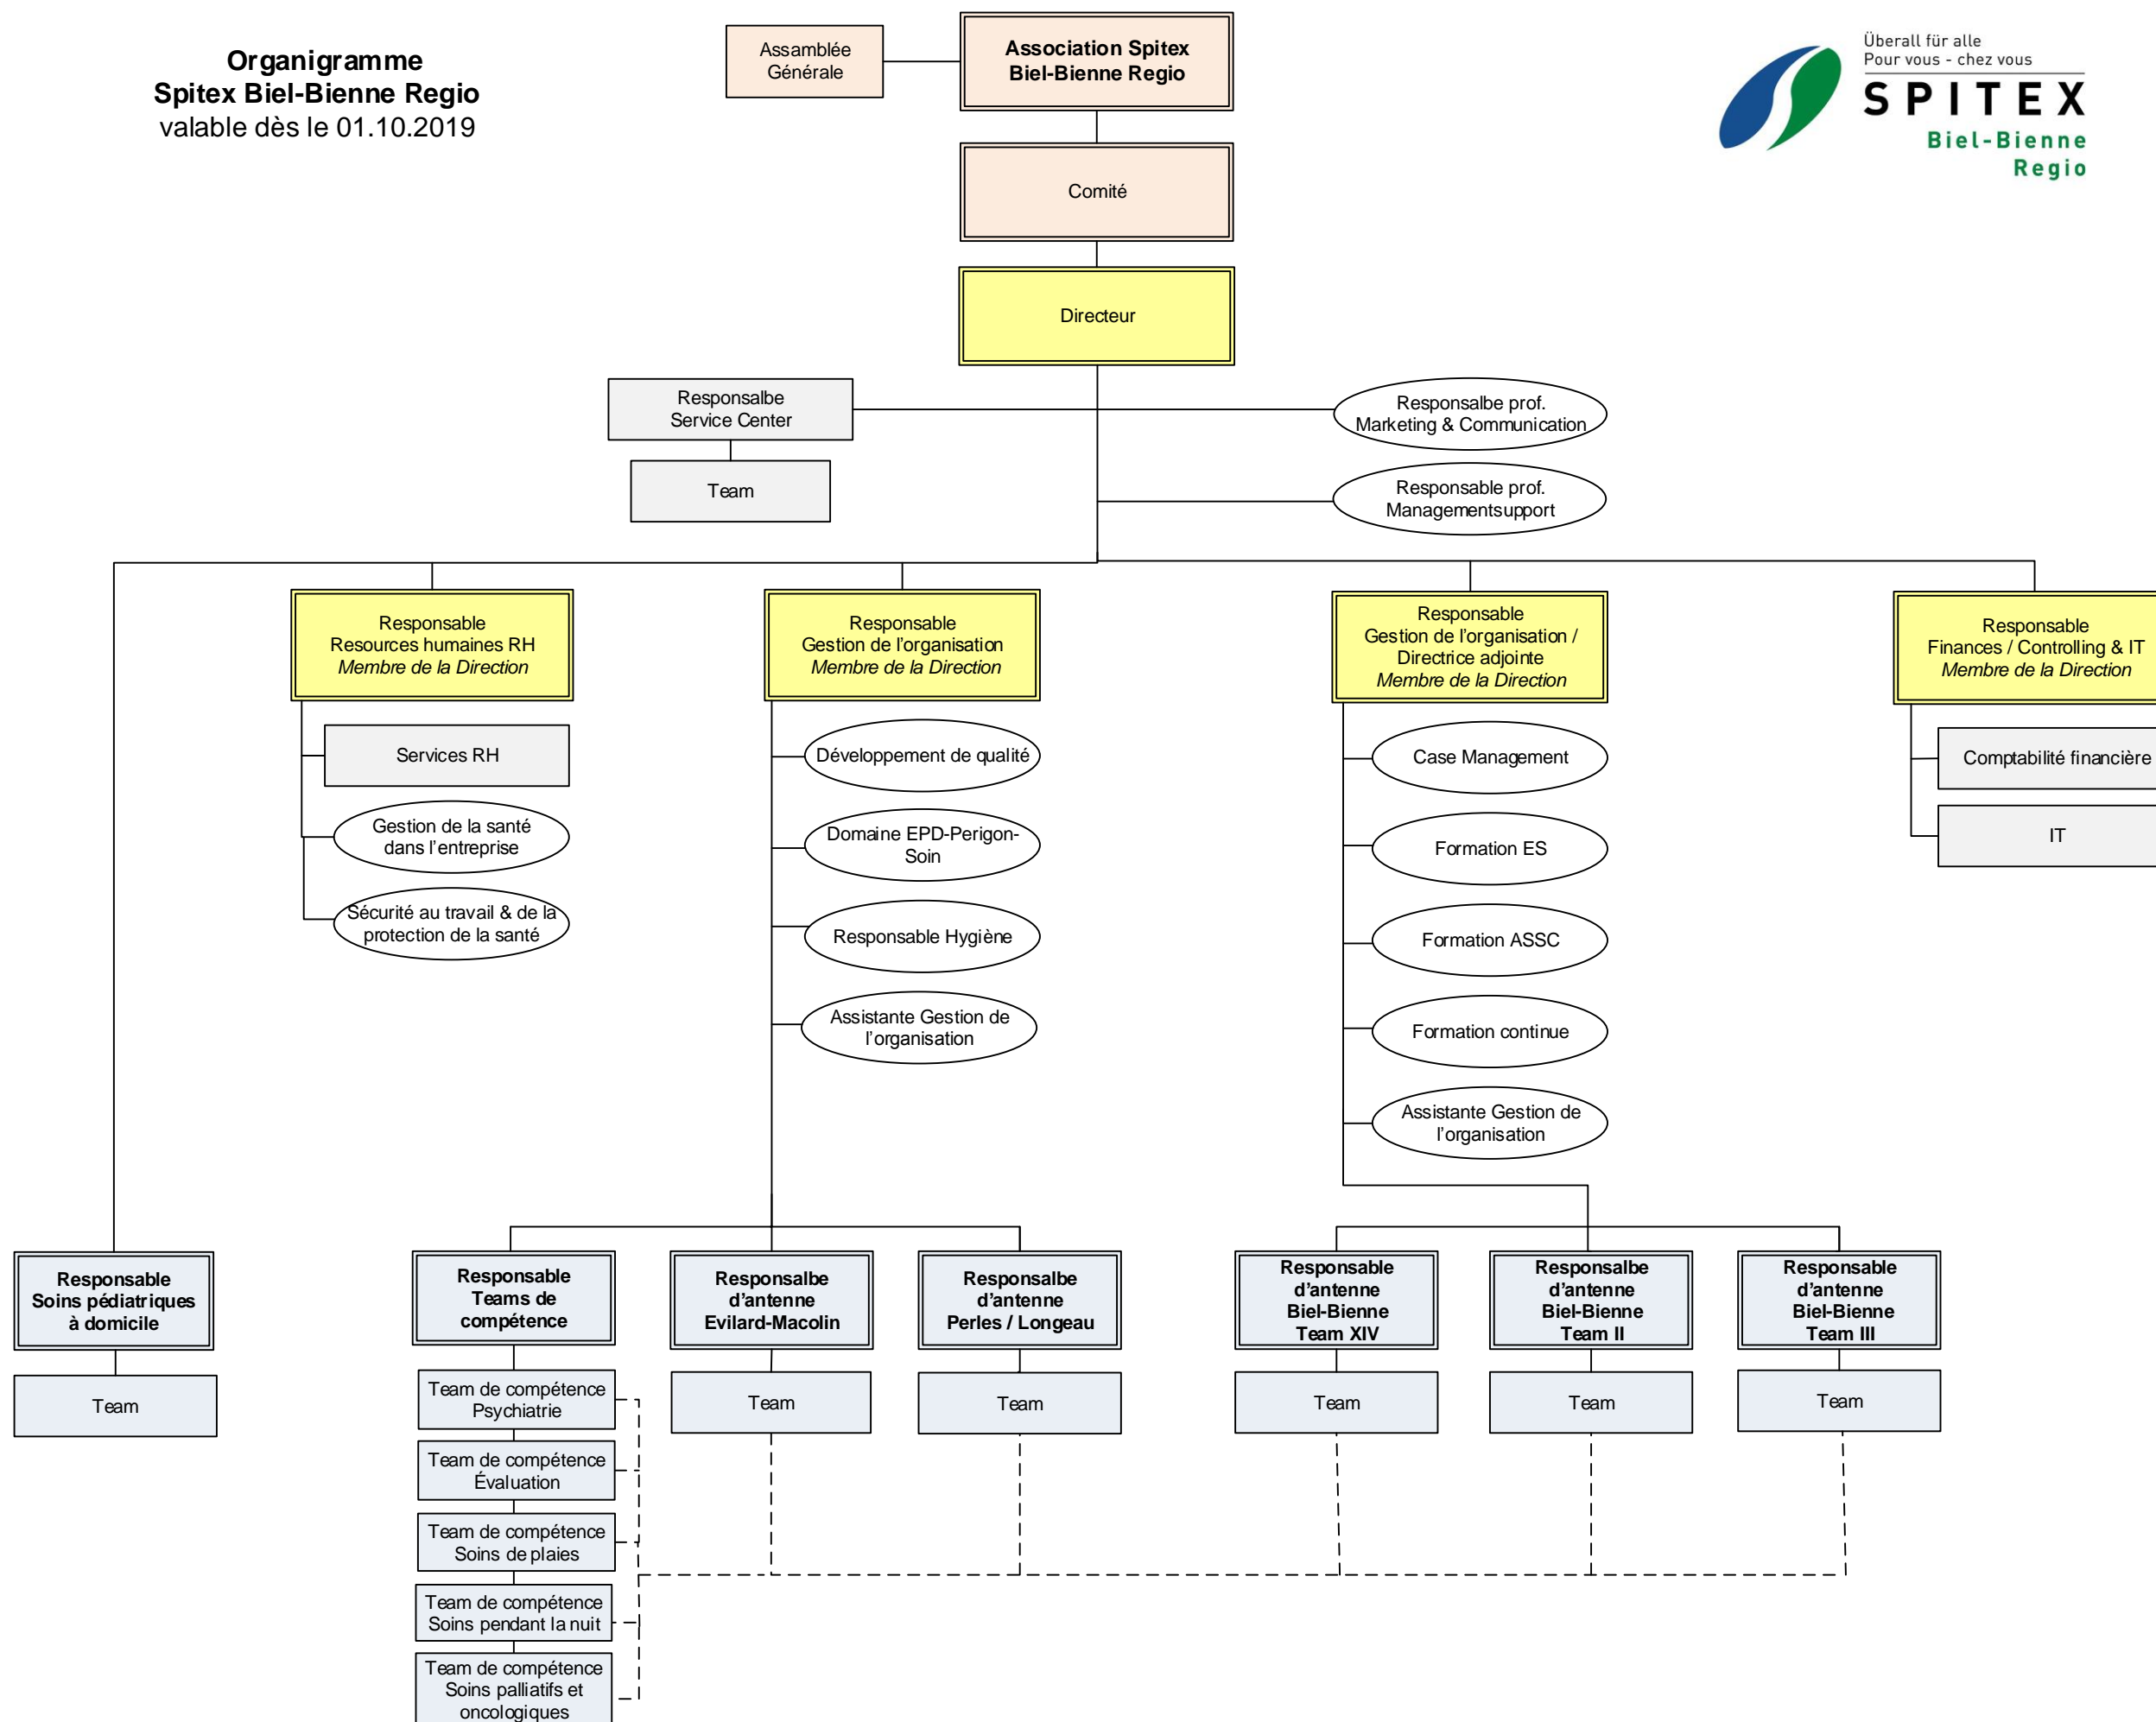 Organigramme
Spitex Biel-Bienne Regio
valable dès le 01.10.2019
Assamblée
Générale
Association Spitex
Biel-Bienne Regio
Überall für alle
Pour vous - chez vous
SPITEX
Biel-Bienne
Regio
Comité
Directeur
Responsalbe
Service Center
Team
Responsalbe prof.
Marketing & Communication
Responsable prof.
Managementsupport
Responsable
Resources humaines RH
Membre de la Direction
Responsable
Gestion de l'organisation
Membre de la Direction
Responsable
Gestion de l'organisation /
Directrice adjointe
Membre de la Direction
Responsable
Finances / Controlling & IT
Membre de la Direction
Services RH
Gestion de la santé
dans l'entreprise
Sécurité au travail & de la
protection de la santé
Développement de qualité
Domaine EPD-Perigon-
Soin
Responsable Hygiène
Assistante Gestion de
l'organisation
Case Management
Formation ES
Formation ASSC
Formation continue
Assistante Gestion de
l'organisation
Comptabilité financière
IT
Responsable
Soins pédiatriques
à domicile
Team
Responsable
Teams de
compétence
Team de compétence
Psychiatrie
Team de compétence
Évaluation
Team de compétence
Soins de plaies
Team de compétence
Soins pendant la nuit
Team de compétence
Soins palliatifs et
oncologiques
Responsalbe
d'antenne
Evilard-Macolin
Team
Responsalbe
d'antenne
Perles / Longeau
Team
Responsable
d'antenne
Biel-Bienne
Team XIV
Team
Responsalbe
d'antenne
Biel-Bienne
Team II
Team
Responsable
d'antenne
Biel-Bienne
Team III
Team